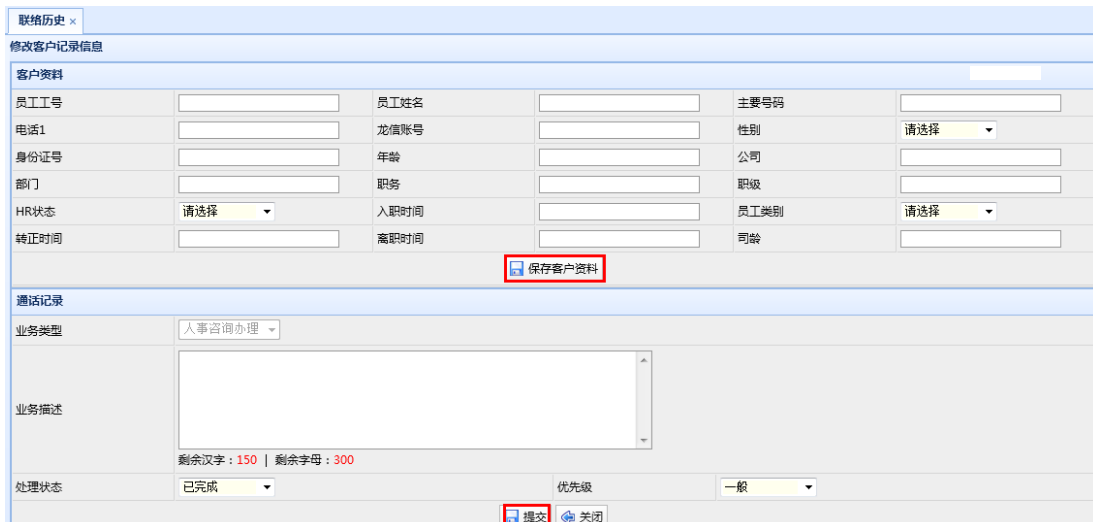 联络历史 ×
修改客户记录信息
客户资料
员工工号 员工姓名 主要号码
电话1 龙信账号 性别 请选择
身份证号 年龄 公司
部门 职务 职级
HR状态 请选择 入职时间 员工类别 请选择
转正时间 离职时间 司龄
保存客户资料
通话记录
业务类型 人事咨询办理
业务描述
剩余汉字：150 | 剩余字母：300
处理状态 已完成 优先级 一般
提交 关闭